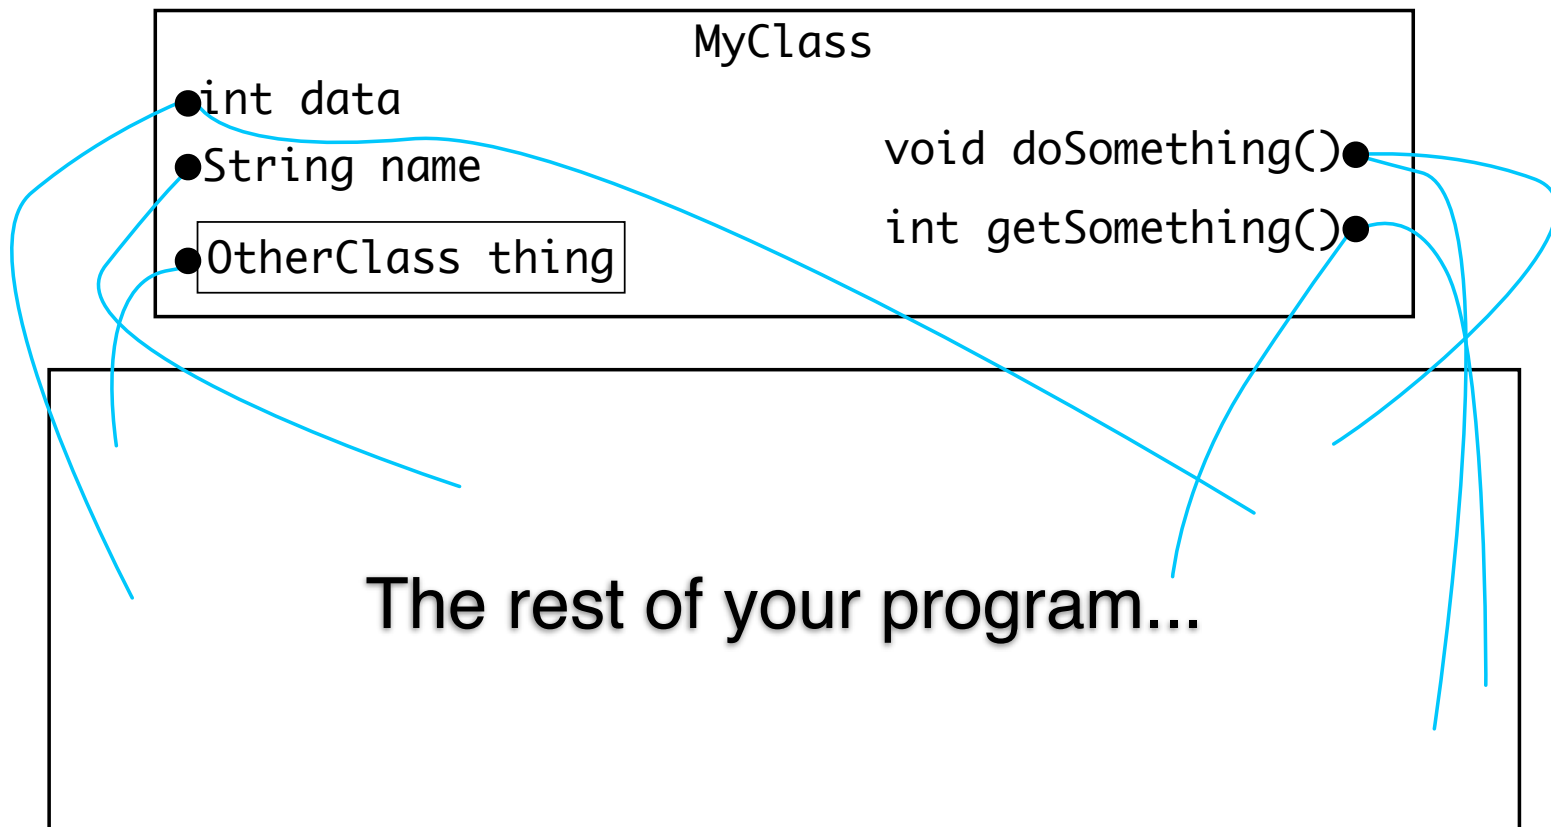 MyClass
int data
String name
OtherClass thing
void doSomething()
int getSomething()
The rest of your program...